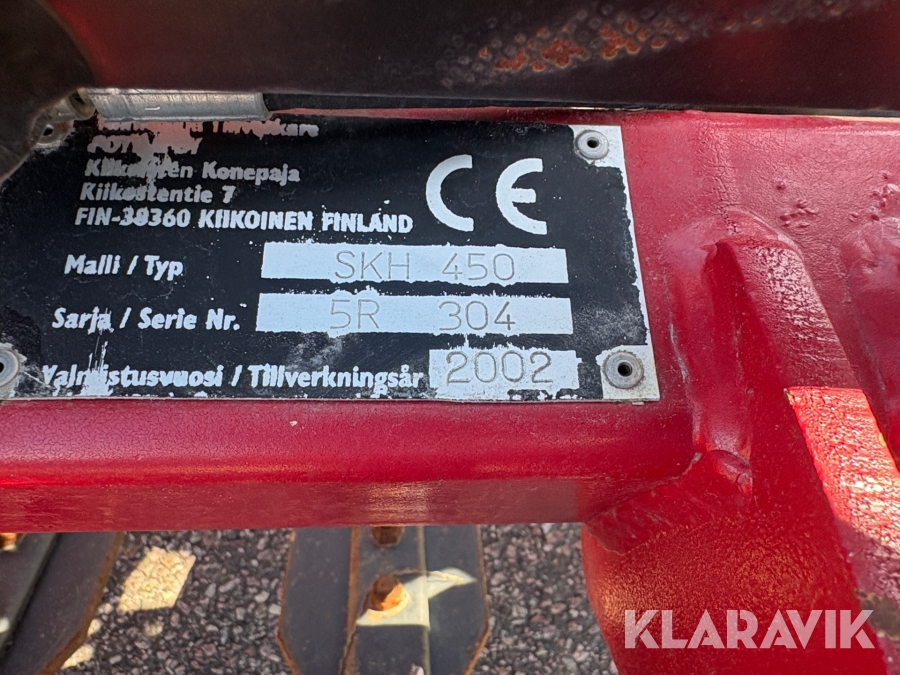 Konepaja
Kiikostentie 7
FIN-38360 KIIKOINEN FINLAND
CE
Malli / Typ SKH 450
Sarja / Serie Nr. 5R 304
Valmistusvuosi / Tillverkningsår 2002
KLARAVIK